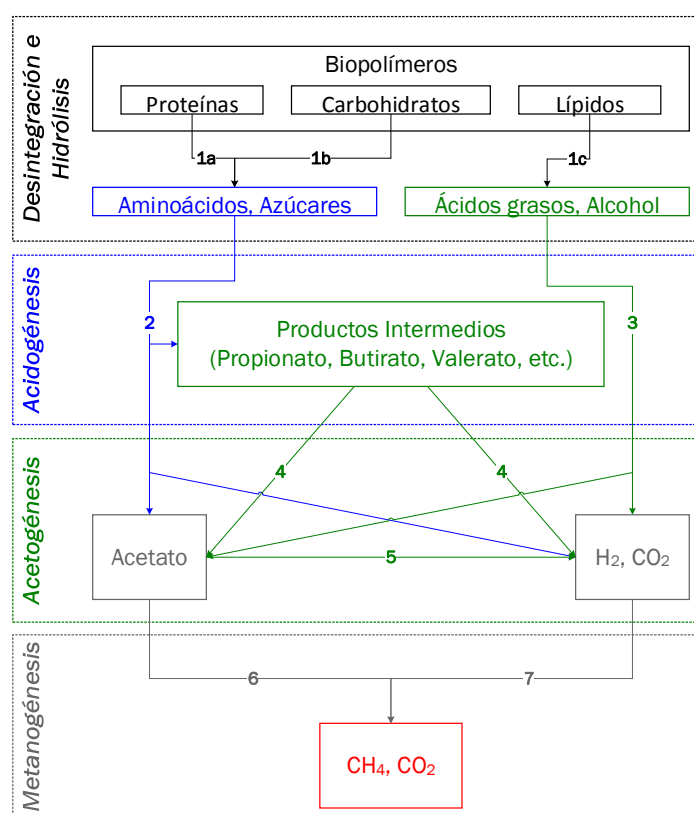 Desintegración e
Hidrólisis
Biopolímeros
Proteínas
Carbohidratos
Lípidos
1a
1b
1c
Aminoácidos, Azúcares
Ácidos grasos, Alcohol
Acidogénesis
2
3
Productos Intermedios
(Propionato, Butirato, Valerato, etc.)
Acetogénesis
4
4
Acetato
5
H₂, CO₂
Metanogénesis
6
7
CH₄, CO₂